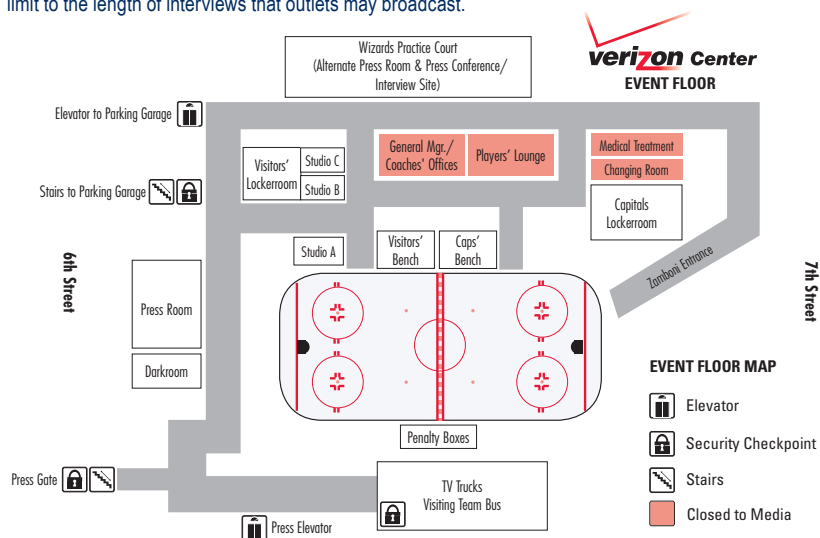 limit to the length of interviews that outlets may broadcast.
Wizards Practice Court
(Alternate Press Room & Press Conference/
Interview Site)
verizon Center
EVENT FLOOR
Elevator to Parking Garage
General Mgr./
Coaches' Offices
Players' Lounge
Medical Treatment
Changing Room
Visitors'
Lockerroom
Studio C
Studio B
Stairs to Parking Garage
Capitals
Lockerroom
Studio A
Visitors'
Bench
Caps'
Bench
Zamboni Entrance
6th Street
7th Street
Press Room
Darkroom
EVENT FLOOR MAP
Elevator
Security Checkpoint
Stairs
Closed to Media
Penalty Boxes
Press Gate
TV Trucks
Visiting Team Bus
Press Elevator